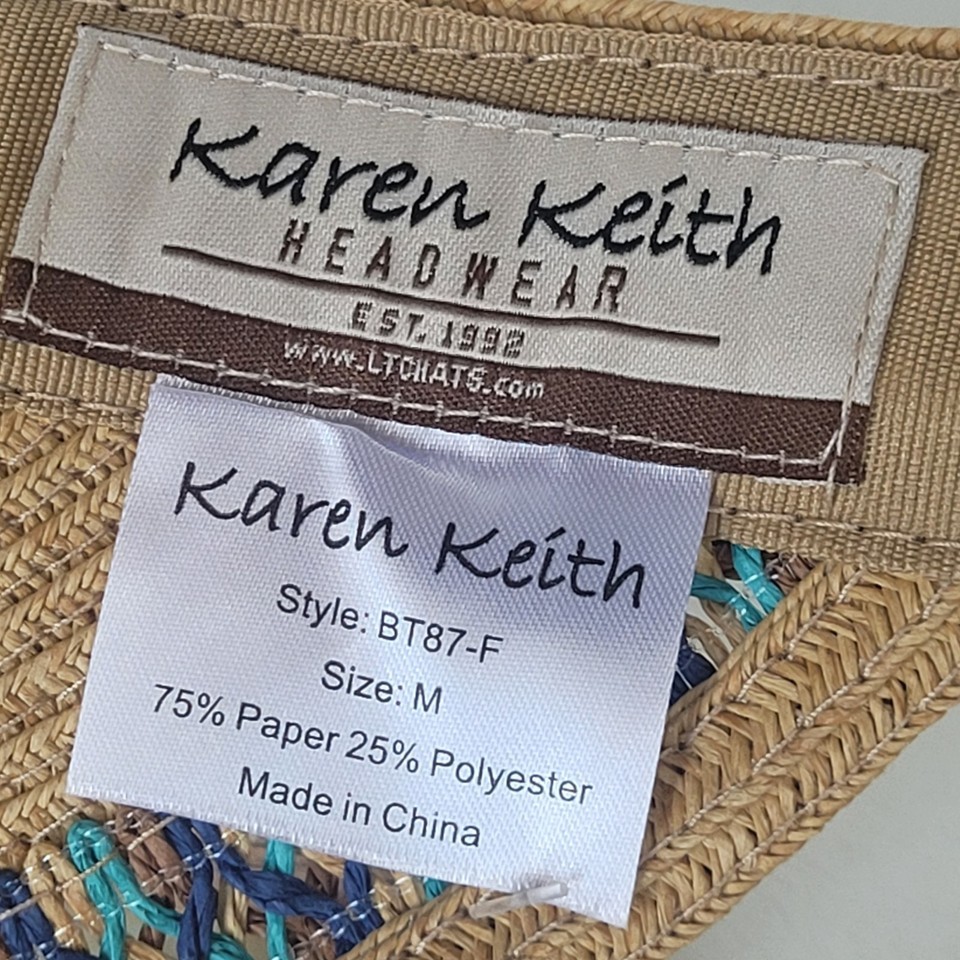 Karen Keith
HEADWEAR
EST. 1992
www.LTCHATS.com
Karen Keith
Style: BT87-F
Size: M
75% Paper 25% Polyester
Made in China